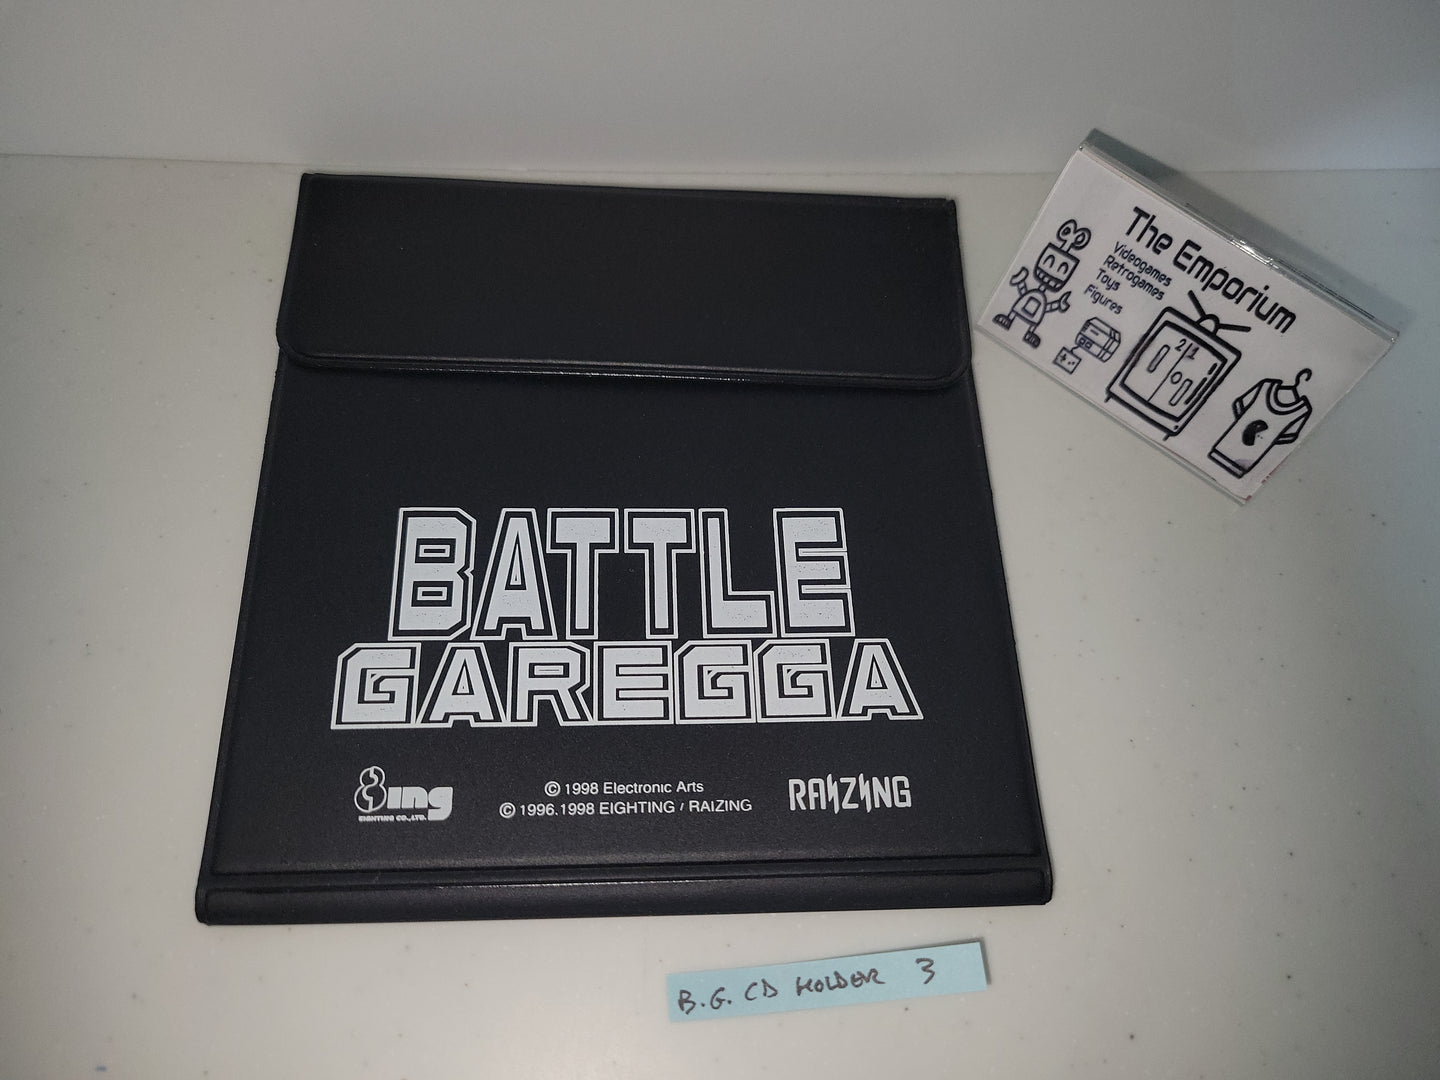 The Emporium
Videogames
Retrogames
Toys
Figures
21
BATTLE
GAREGGA
8ing
EIGHTING CO.,LTD.
© 1998 Electronic Arts
© 1996.1998 EIGHTING / RAIZING
RAIZING
B.G. CD HOLDER 3